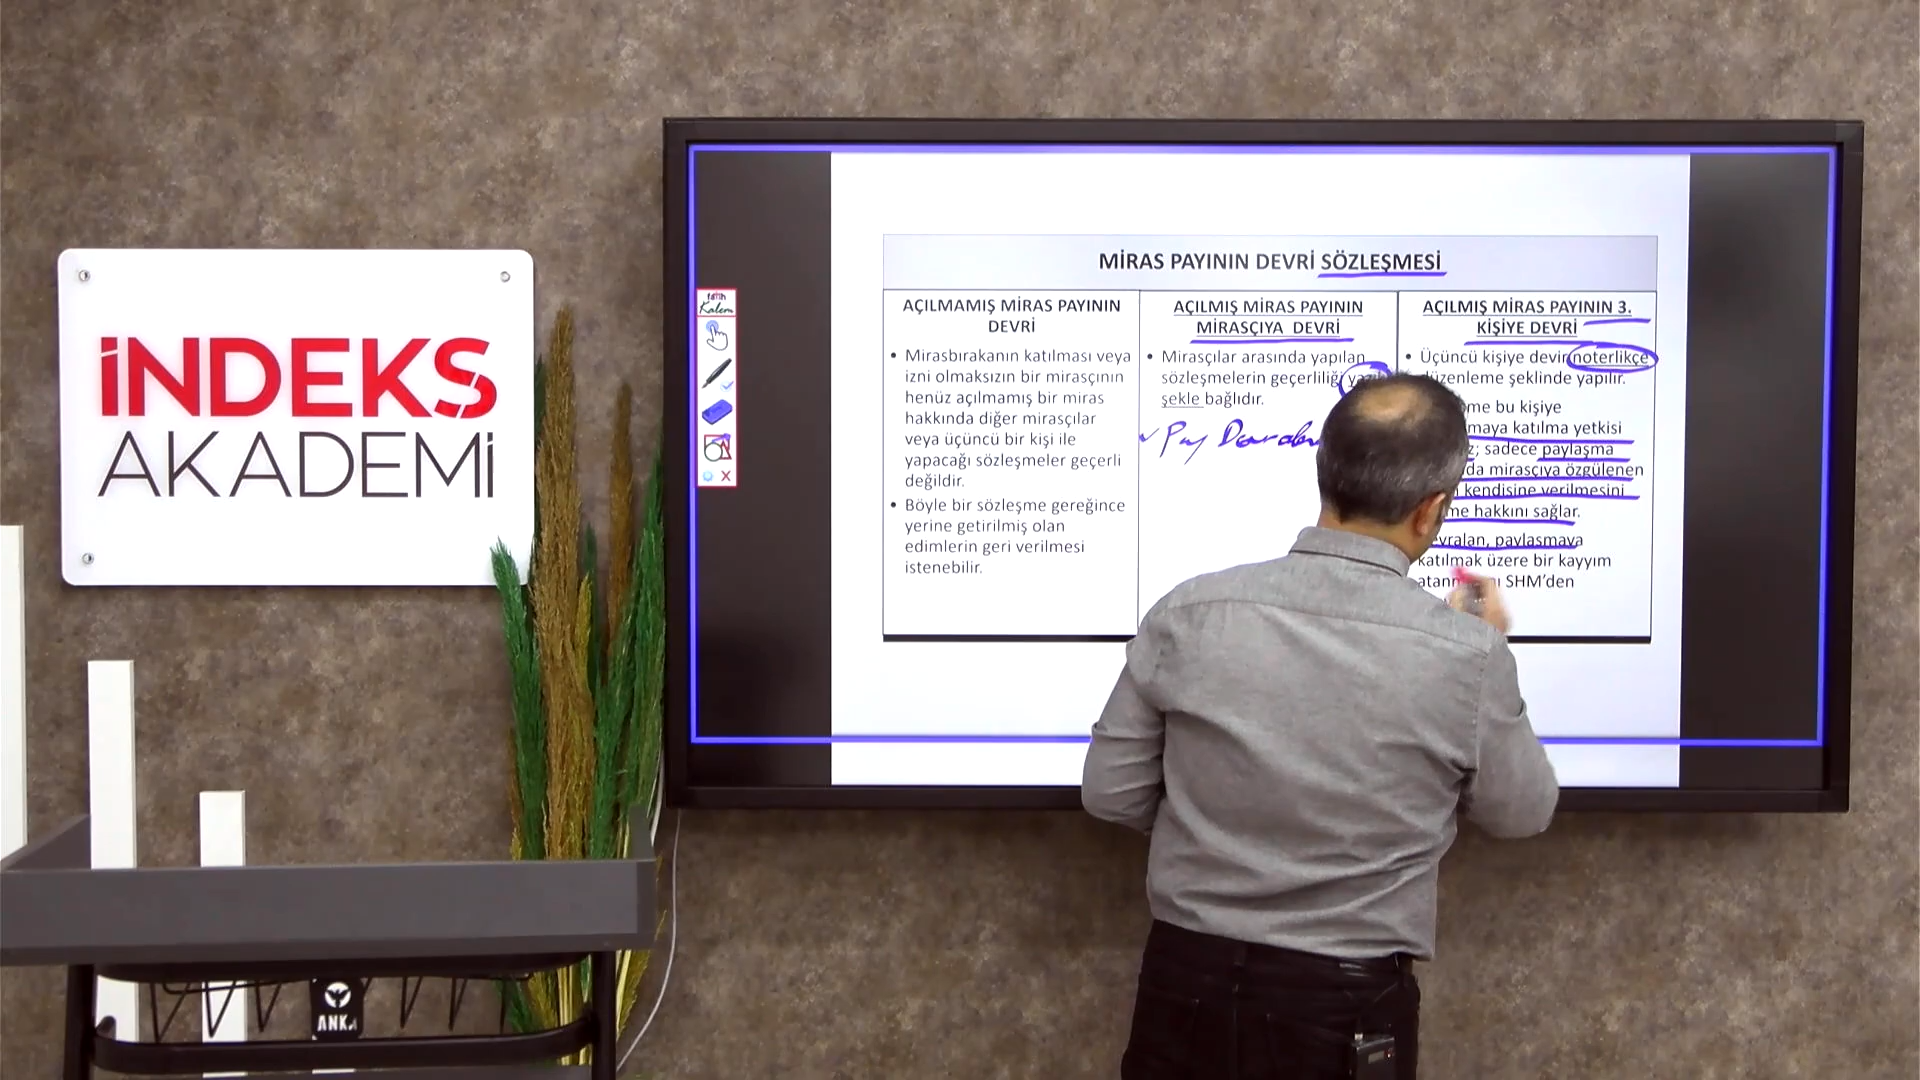 İNDEKS
AKADEMİ
ANKA
fatih
Kalem
MİRAS PAYININ DEVRİ SÖZLEŞMESİ
AÇILMAMIŞ MİRAS PAYININ
DEVRİ
• Mirasbırakanın katılması veya
izni olmaksızın bir mirasçının
henüz açılmamış bir miras
hakkında diğer mirasçılar
veya üçüncü bir kişi ile
yapacağı sözleşmeler geçerli
değildir.
• Böyle bir sözleşme gereğince
yerine getirilmiş olan
edimlerin geri verilmesi
istenebilir.
AÇILMIŞ MİRAS PAYININ
MİRASÇIYA DEVRİ
• Mirasçılar arasında yapılan
sözleşmelerin geçerliliği
şekle bağlıdır.
Pay
AÇILMIŞ MİRAS PAYININ 3.
KİŞİYE DEVRİ
• Üçüncü kişiye devir noterlikçe
düzenleme şeklinde yapılır.
bu kişiye
katılma yetkisi
sadece paylaşma
mirasçıya özgülenen
kendisine verilmesini
hakkını sağlar.
paylaşmaya
katılmak üzere bir kayyım
SHM'den